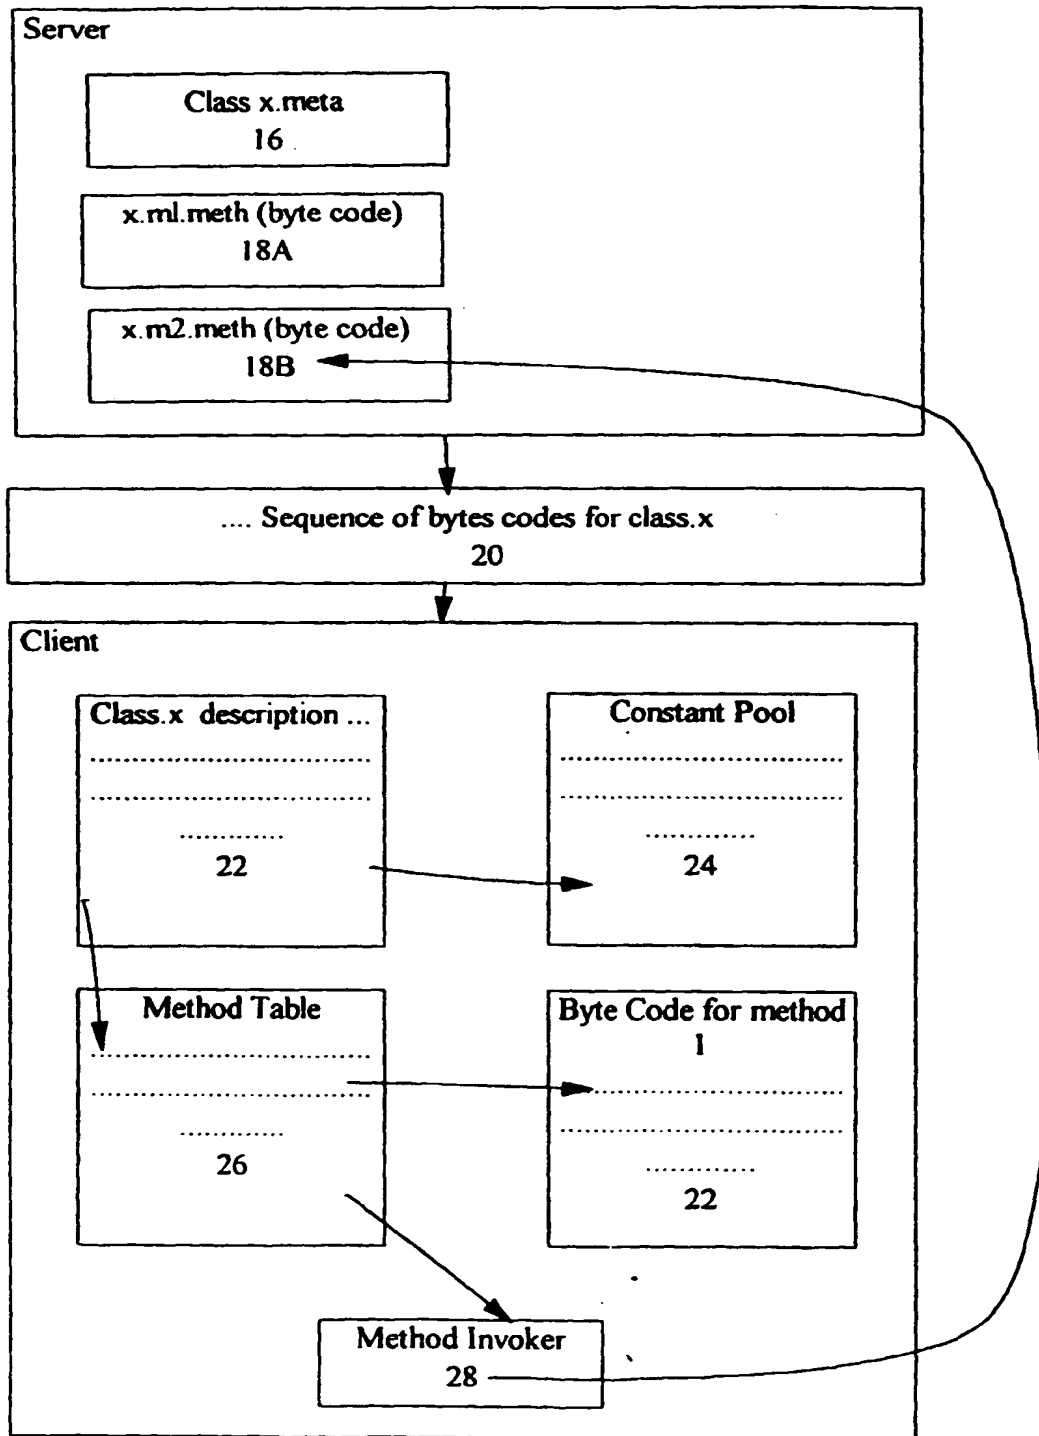 Server
Class x.meta
16
x.ml.meth (byte code)
18A
x.m2.meth (byte code)
18B
.... Sequence of bytes codes for class.x
20
Client
Class.x description ...
22
Constant Pool
24
Method Table
26
Byte Code for method
1
22
Method Invoker
28